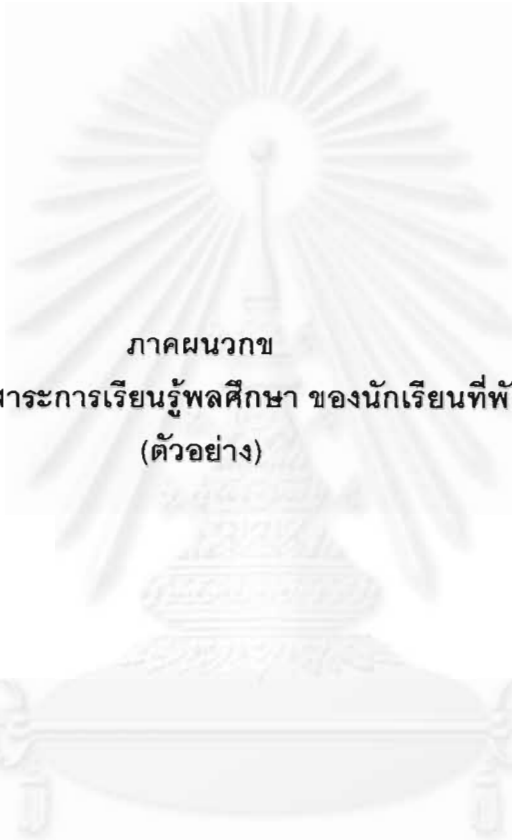 ภาคผนวกข
าระการเรียนรู้พลศึกษา ของนักเรียนที่พั
(ตัวอย่าง)